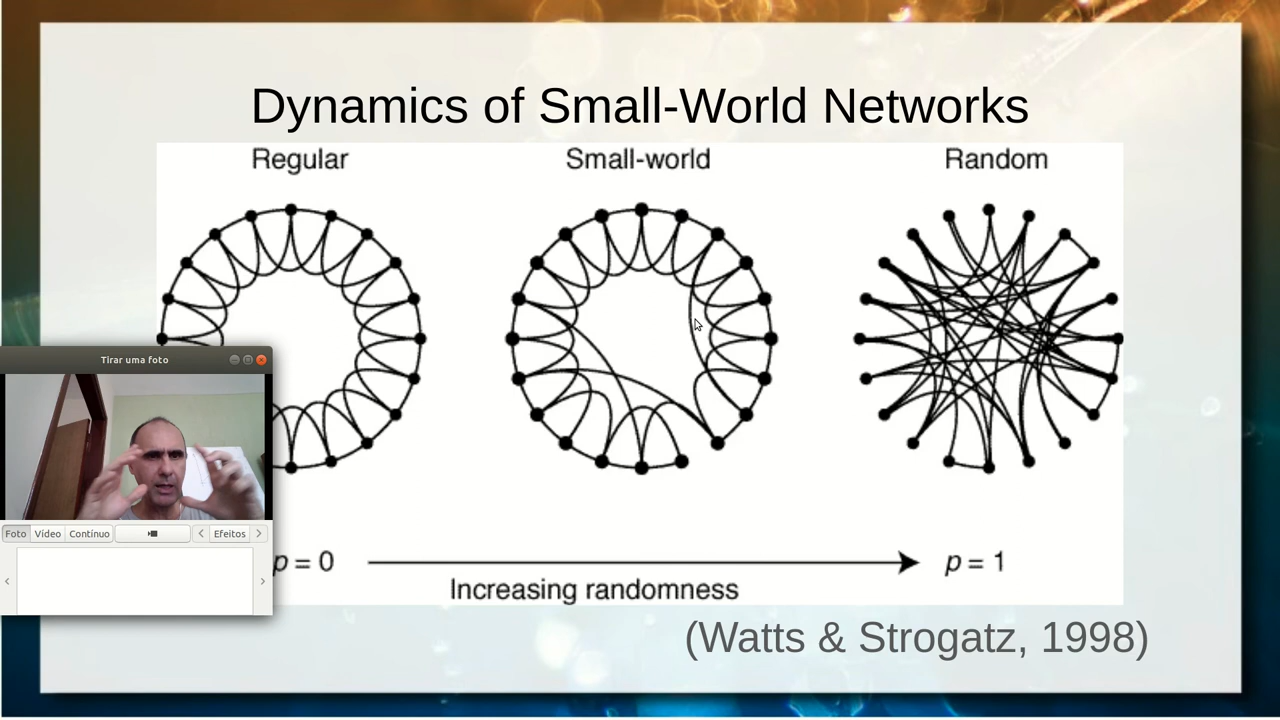 Dynamics of Small-World Networks
Regular Small-world Random
Tirar uma foto
Foto Video Contínuo Efeitos
p = 0 p = 1
Increasing randomness
(Watts & Strogatz, 1998)